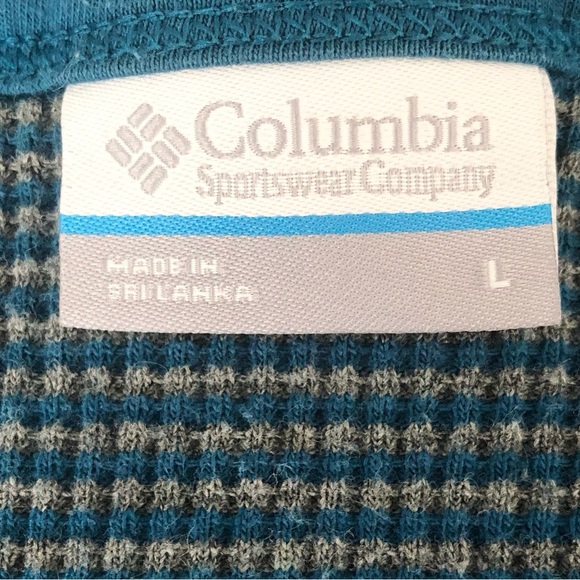 Columbia
Sportswear Company
MADE IN
SRI LANKA
L